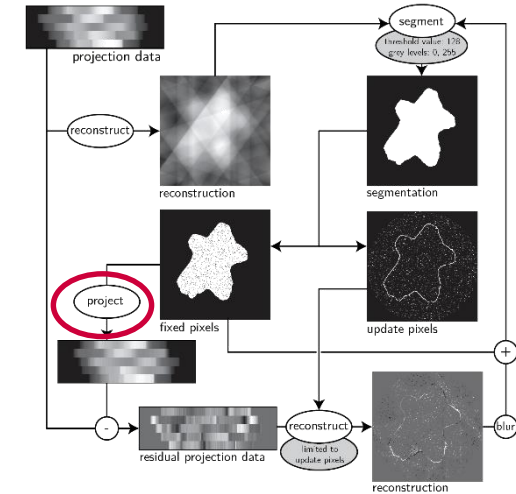 segment
threshold value: 128
grey levels: 0, 255
projection data
reconstruct
reconstruction
segmentation
project
fixed pixels
update pixels
+
-
reconstruct
limited to
update pixels
blur
residual projection data
reconstruction